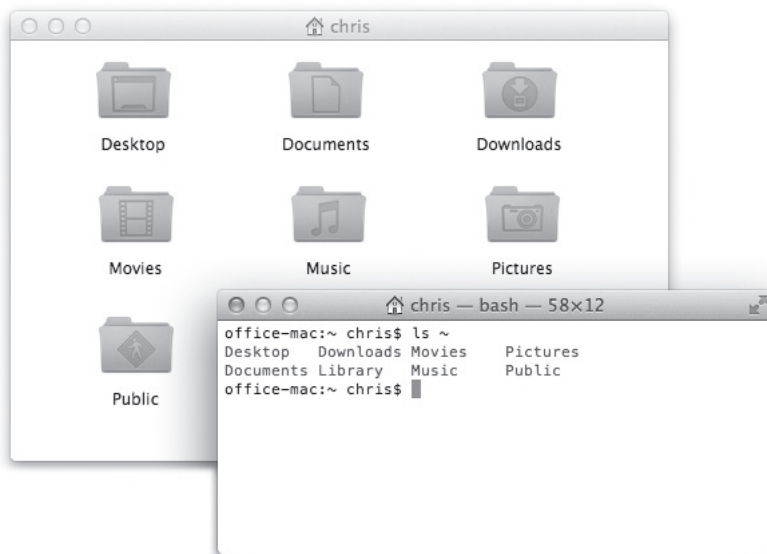 chris
Desktop Documents Downloads
Movies Music Pictures
Public
chris — bash — 58×12
office-mac:~ chris$ ls ~
Desktop Downloads Movies Pictures
Documents Library Music Public
office-mac:~ chris$